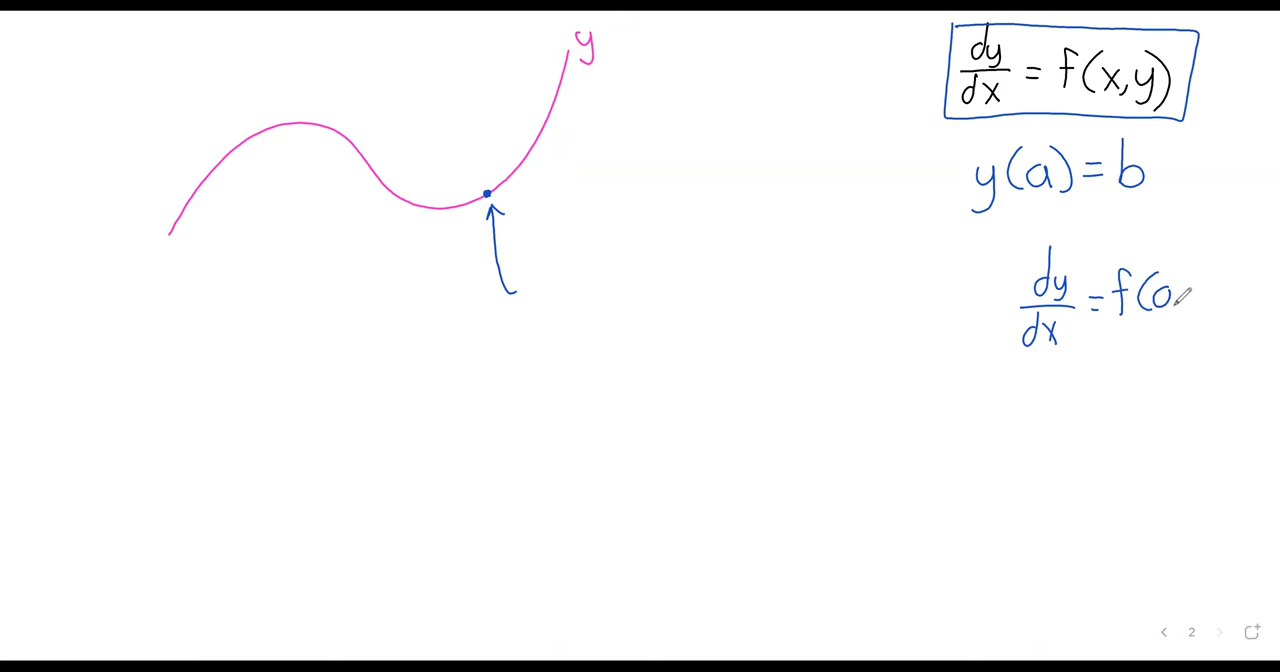 y
dy/dx = f(x,y)
y(a) = b
dy/dx = f(
2